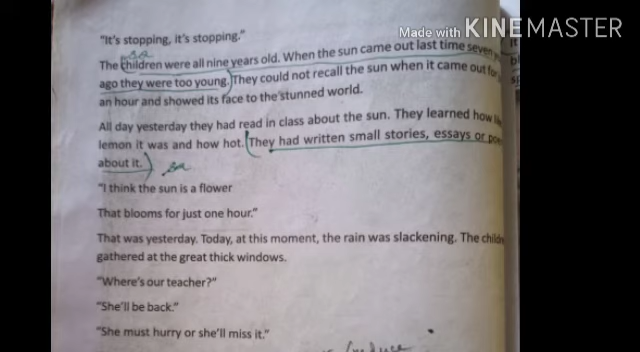 Made with KINEMASTER
"It's stopping, it's stopping."
The children were all nine years old. When the sun came out last time seven
ago they were too young. They could not recall the sun when it came out for
an hour and showed its face to the stunned world.
All day yesterday they had read in class about the sun. They learned how
lemon it was and how hot. They had written small stories, essays or
about it.
"I think the sun is a flower
That blooms for just one hour."
That was yesterday. Today, at this moment, the rain was slackening. The
gathered at the great thick windows.
"Where's our teacher?"
"She'll be back."
"She must hurry or she'll miss it."